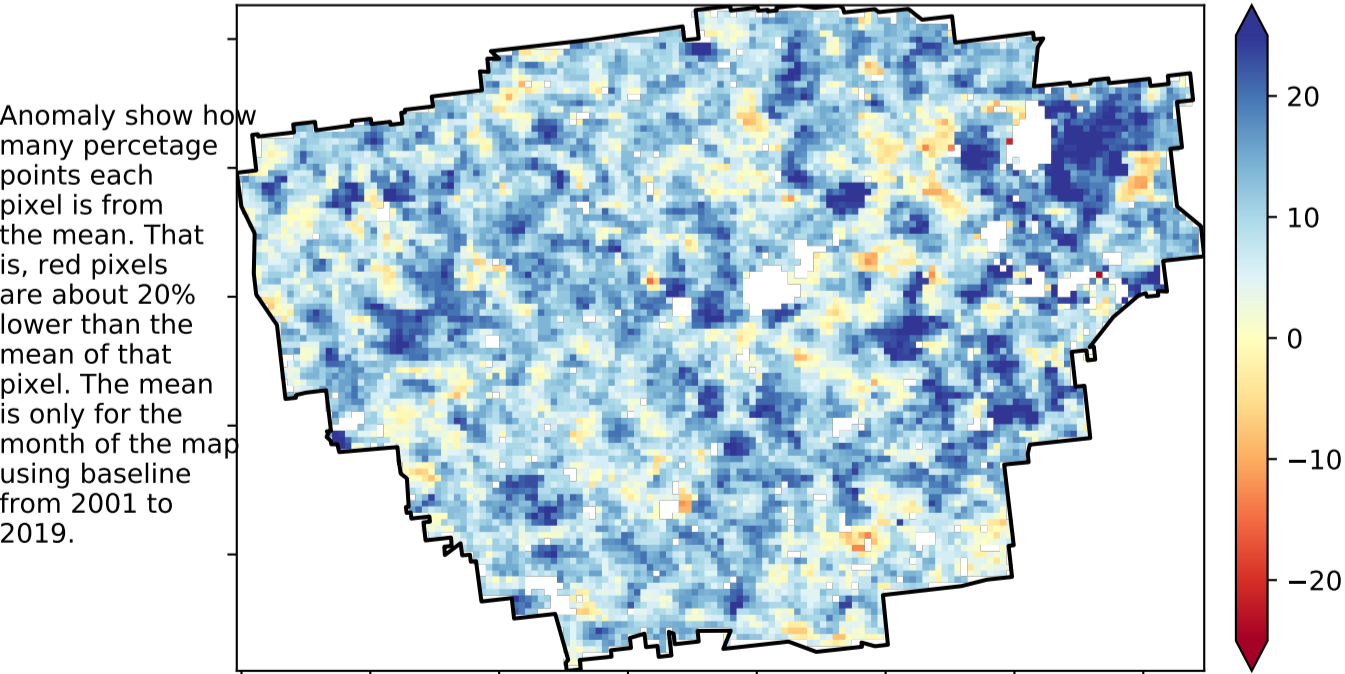 Anomaly show how
many percetage
points each
pixel is from
the mean. That
is, red pixels
are about 20%
lower than the
mean of that
pixel. The mean
is only for the
month of the map
using baseline
from 2001 to
2019.
20
10
0
−10
−20